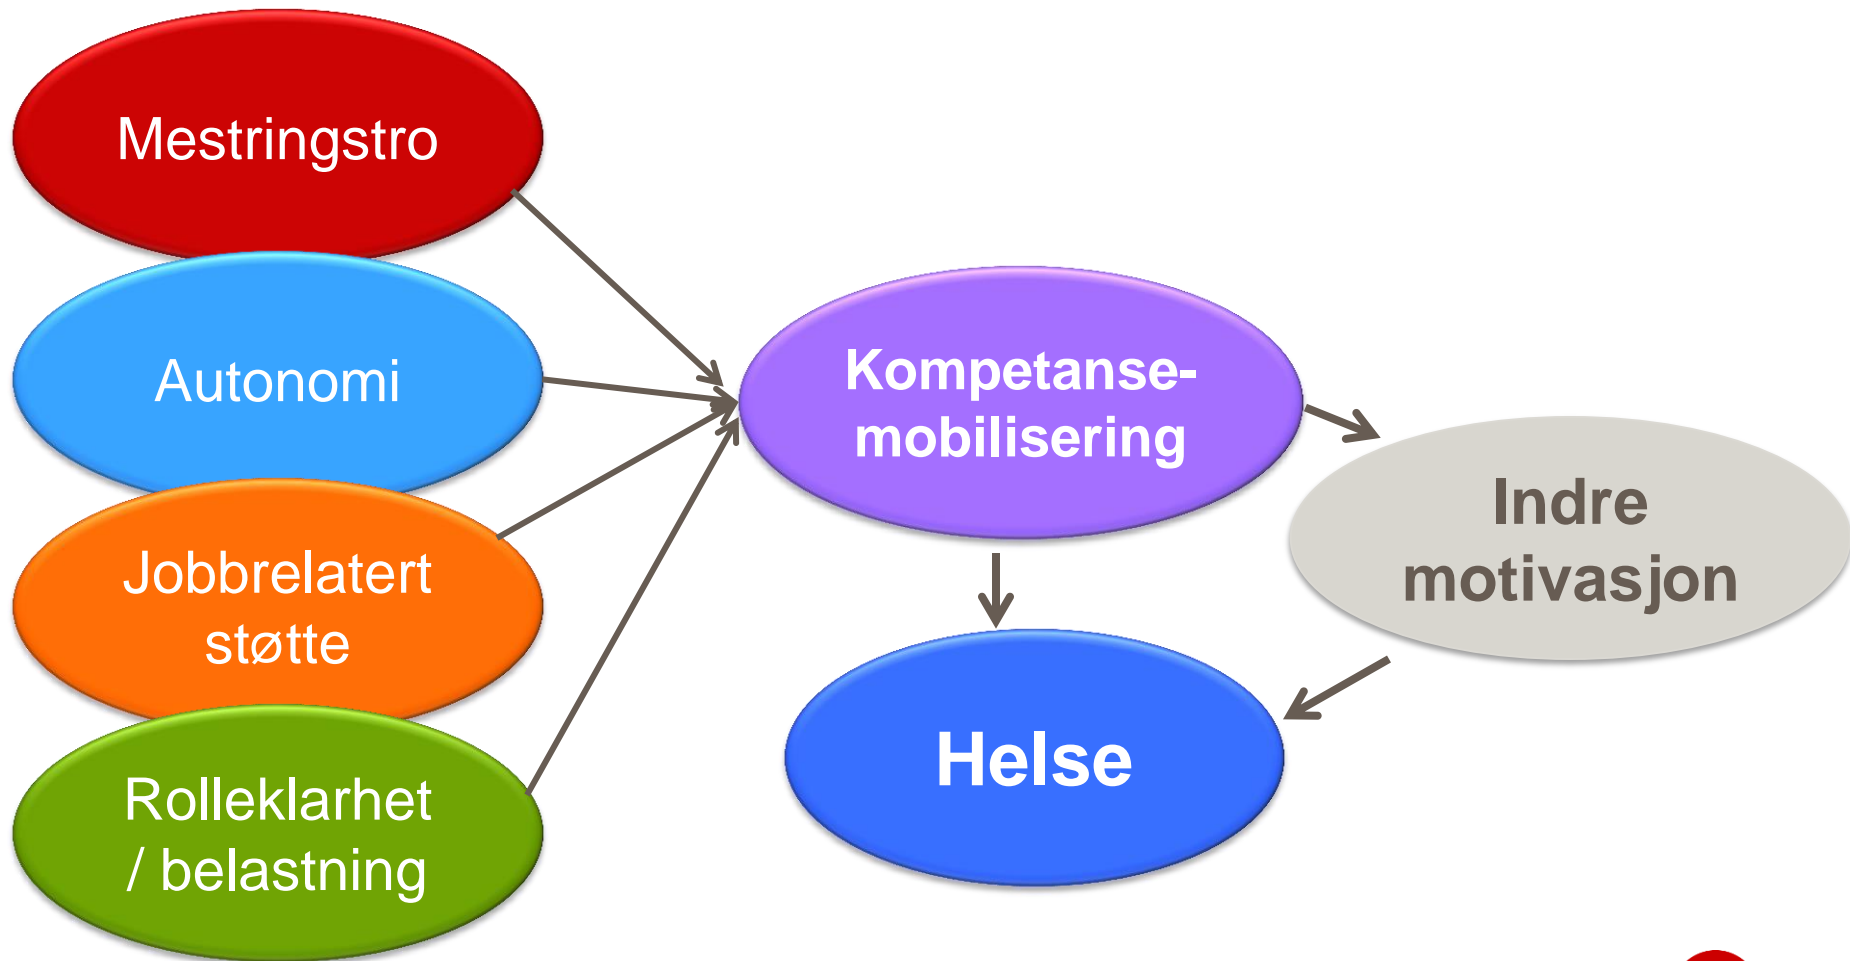 Mestringstro
Autonomi
Jobbrelatert
støtte
Rolleklarhet
/ belastning
Kompetanse-
mobilisering
Indre
motivasjon
Helse